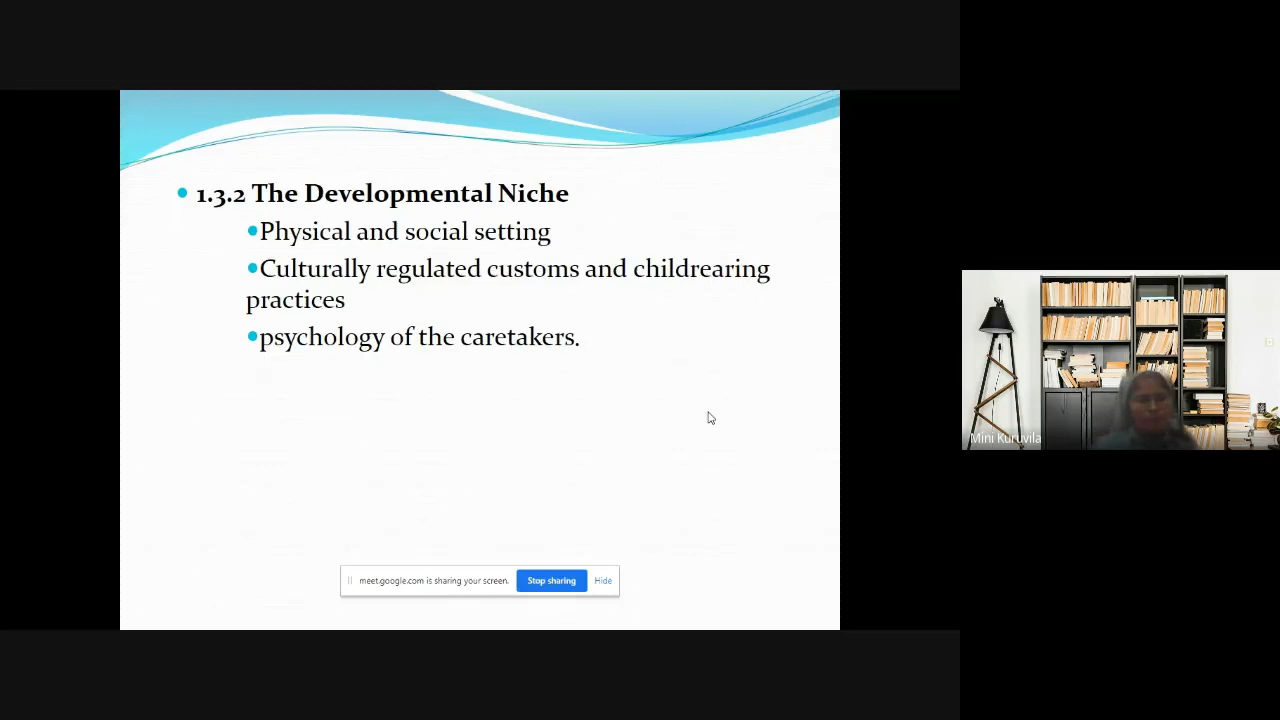 1.3.2 The Developmental Niche
Physical and social setting
Culturally regulated customs and childrearing
practices
psychology of the caretakers.
meet.google.com is sharing your screen. Stop sharing Hide
Mini Kuruvila